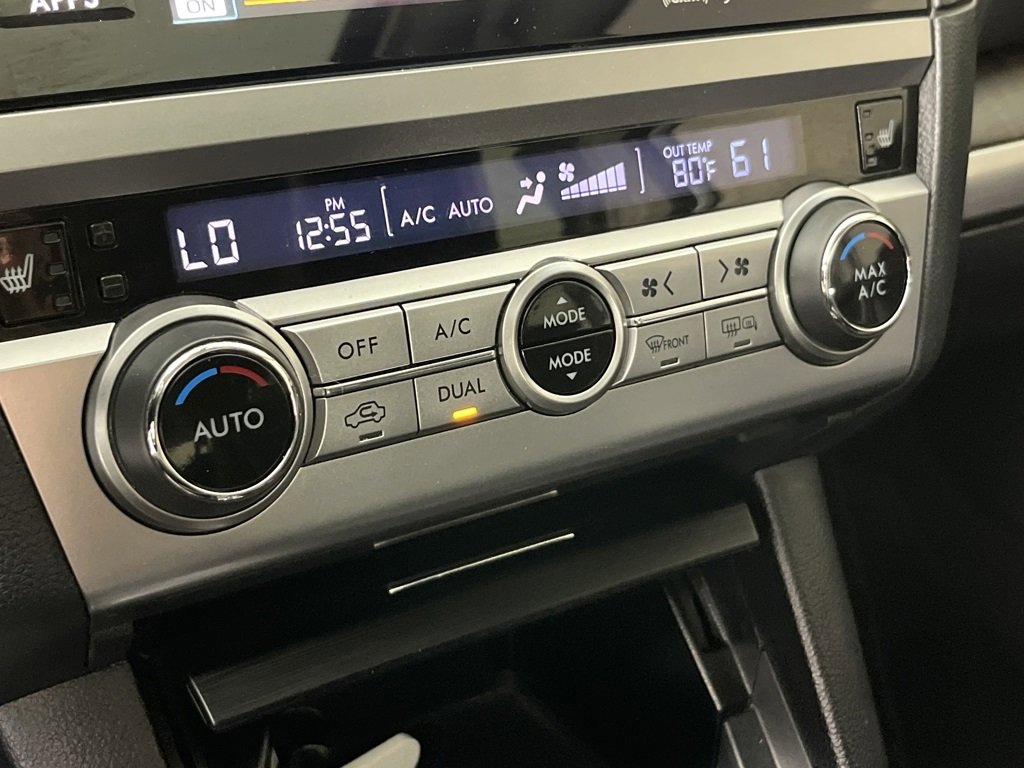 APPS
ON
LO
PM
12:55
A/C AUTO
OUT TEMP
80°F
61
OFF
A/C
MODE
MODE
FRONT
MAX
A/C
AUTO
DUAL